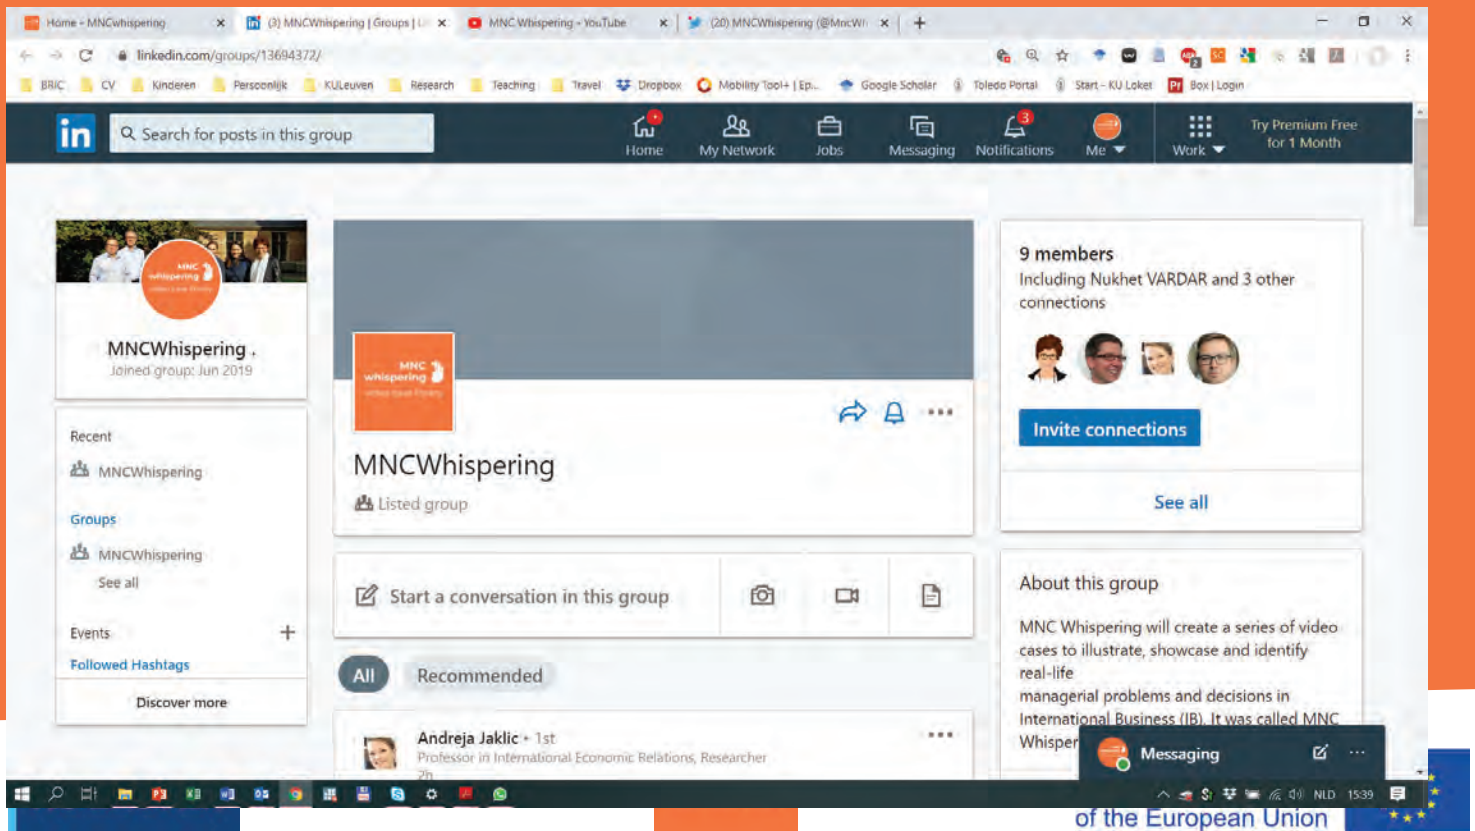 Home - MNCwhispering
(3) MNCWhispering | Groups | Li
MNC Whispering - YouTube
(20) MNCWhispering (@MncWh
linkedin.com/groups/13694372/
BRIC
CV
Kinderen
Persoonlijk
KULeuven
Research
Teaching
Travel
Dropbox
Mobility Tool+ | Ep...
Google Scholar
Toledo Portal
Start - KU Loket
Box | Login
in
Search for posts in this group
Home
My Network
Jobs
Messaging
3
Notifications
Me
Work
Try Premium Free
for 1 Month
MNC
whispering
MNCWhispering .
Joined group: Jun 2019
Recent
MNCWhispering
Groups
MNCWhispering
See all
Events
Followed Hashtags
Discover more
MNC
whispering
MNCWhispering
Listed group
Start a conversation in this group
All
Recommended
Andreja Jaklic • 1st
Professor in International Economic Relations, Researcher
2h
9 members
Including Nukhet VARDAR and 3 other
connections
Invite connections
See all
About this group
MNC Whispering will create a series of video
cases to illustrate, showcase and identify
real-life
managerial problems and decisions in
International Business (IB). It was called MNC
Whisper
Messaging
NLD
15:39
of the European Union